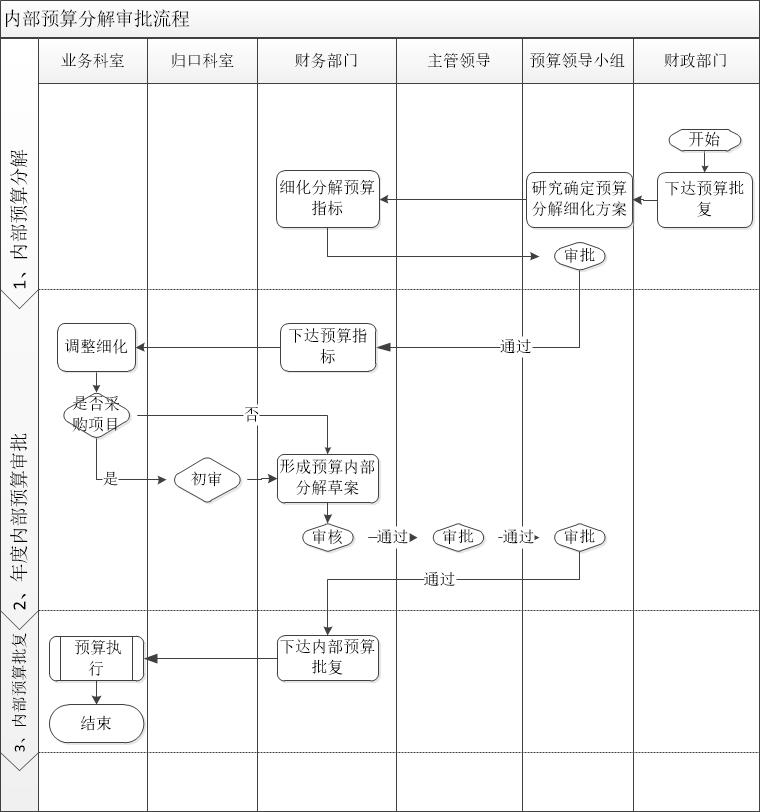 内部预算分解审批流程
业务科室
归口科室
财务部门
主管领导
预算领导小组
财政部门
1、内部预算分解
开始
下达预算批
复
研究确定预算
分解细化方案
细化分解预算
指标
审批
2、年度内部预算审批
通过
下达预算指
标
调整细化
是否采
购项目
否
是
初审
形成预算内部
分解草案
审核
通过
审批
通过
审批
通过
3、内部预算批复
下达内部预算
批复
预算执
行
结束